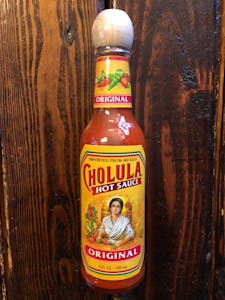 ORIGINAL
IMPORTED FROM MEXICO
CHOLULA
HOT SAUCE
ORIGINAL